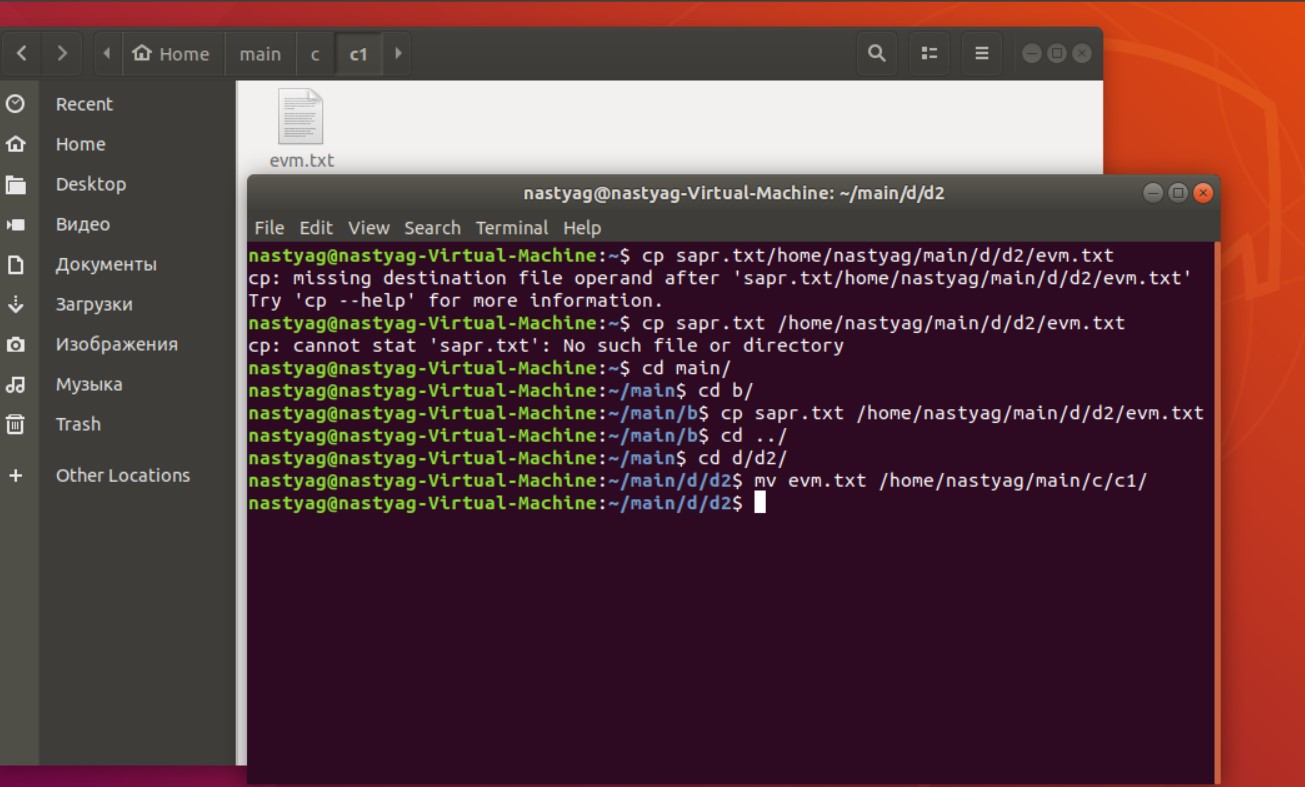 Home main c c1
Recent
Home
Desktop
Видео
Документы
Загрузки
Изображения
Музыка
Trash
Other Locations
evm.txt
nastyag@nastyag-Virtual-Machine: ~/main/d/d2
File Edit View Search Terminal Help
nastyag@nastyag-Virtual-Machine:~$ cp sapr.txt/home/nastyag/main/d/d2/evm.txt
cp: missing destination file operand after 'sapr.txt/home/nastyag/main/d/d2/evm.txt'
Try 'cp --help' for more information.
nastyag@nastyag-Virtual-Machine:~$ cp sapr.txt /home/nastyag/main/d/d2/evm.txt
cp: cannot stat 'sapr.txt': No such file or directory
nastyag@nastyag-Virtual-Machine:~$ cd main/
nastyag@nastyag-Virtual-Machine:~/main$ cd b/
nastyag@nastyag-Virtual-Machine:~/main/b$ cp sapr.txt /home/nastyag/main/d/d2/evm.txt
nastyag@nastyag-Virtual-Machine:~/main/b$ cd ../
nastyag@nastyag-Virtual-Machine:~/main$ cd d/d2/
nastyag@nastyag-Virtual-Machine:~/main/d/d2$ mv evm.txt /home/nastyag/main/c/c1/
nastyag@nastyag-Virtual-Machine:~/main/d/d2$